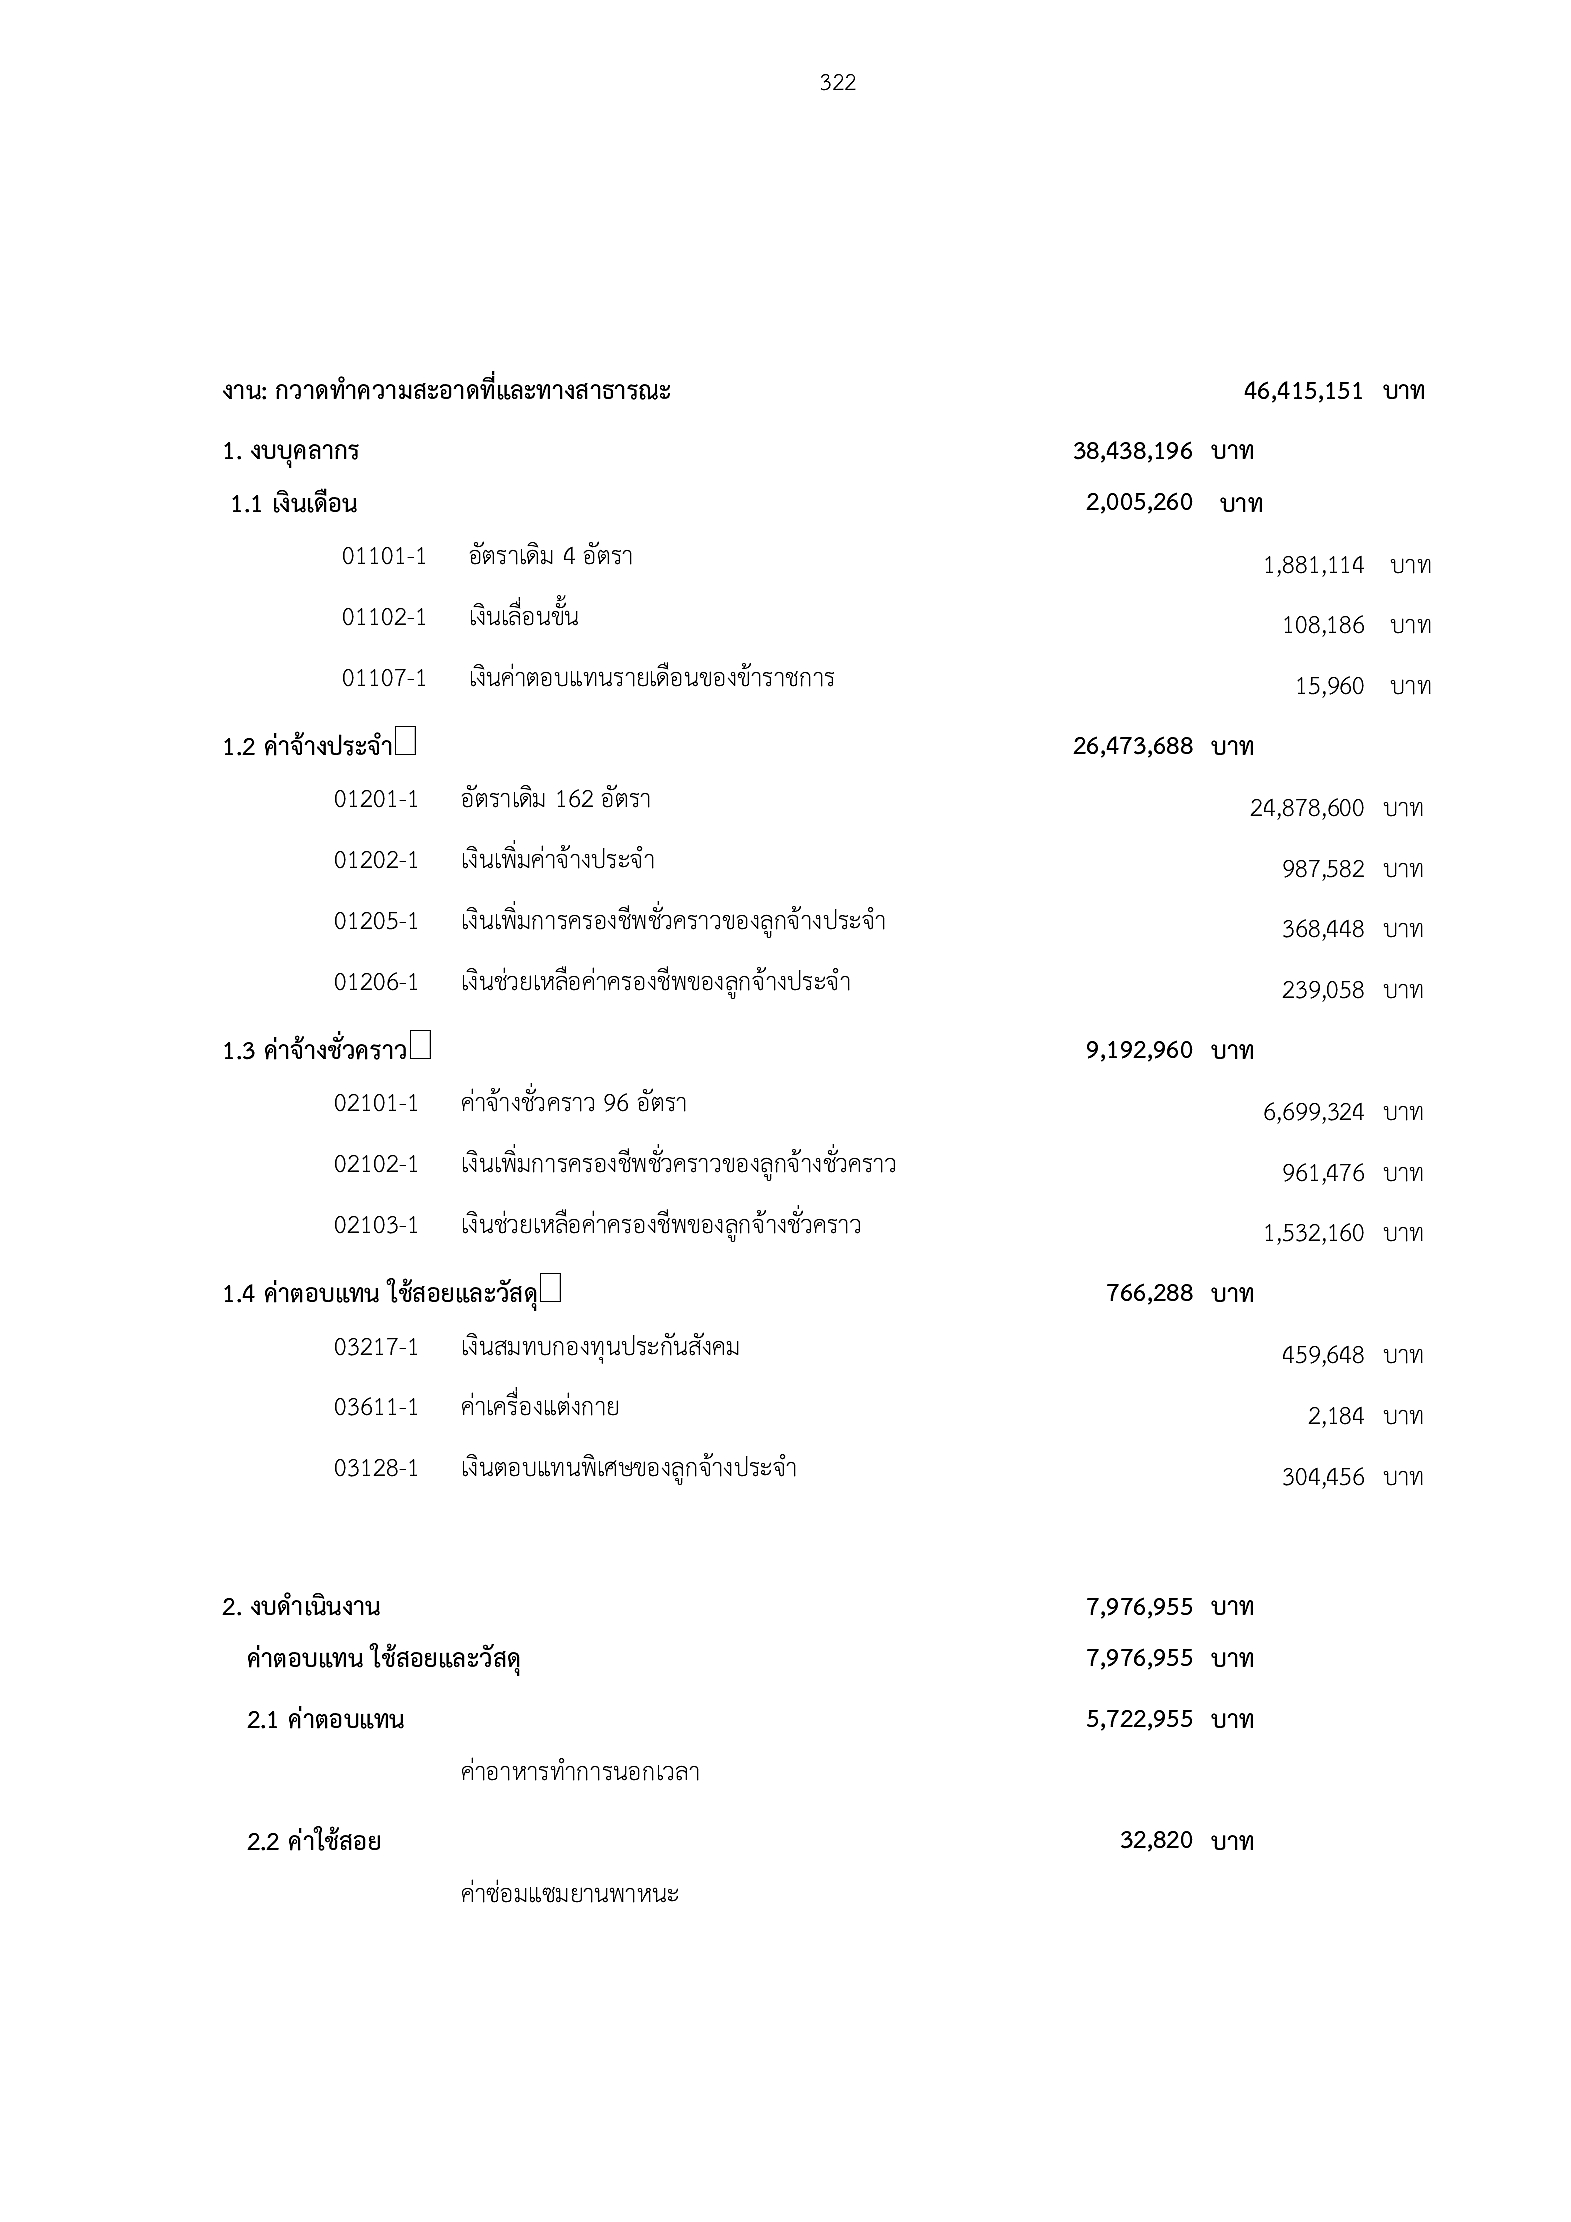 322
งาน: กวาดทำความสะอาดที่และทางสาธารณะ 46,415,151 บาท
1. งบบุคลากร 38,438,196 บาท
1.1 เงินเดือน 2,005,260 บาท
01101-1 อัตราเดิม 4 อัตรา 1,881,114 บาท
01102-1 เงินเลื่อนขั้น 108,186 บาท
01107-1 เงินค่าตอบแทนรายเดือนของข้าราชการ 15,960 บาท
1.2 ค่าจ้างประจำ 26,473,688 บาท
01201-1 อัตราเดิม 162 อัตรา 24,878,600 บาท
01202-1 เงินเพิ่มค่าจ้างประจำ 987,582 บาท
01205-1 เงินเพิ่มการครองชีพชั่วคราวของลูกจ้างประจำ 368,448 บาท
01206-1 เงินช่วยเหลือค่าครองชีพของลูกจ้างประจำ 239,058 บาท
1.3 ค่าจ้างชั่วคราว 9,192,960 บาท
02101-1 ค่าจ้างชั่วคราว 96 อัตรา 6,699,324 บาท
02102-1 เงินเพิ่มการครองชีพชั่วคราวของลูกจ้างชั่วคราว 961,476 บาท
02103-1 เงินช่วยเหลือค่าครองชีพของลูกจ้างชั่วคราว 1,532,160 บาท
1.4 ค่าตอบแทน ใช้สอยและวัสดุ 766,288 บาท
03217-1 เงินสมทบกองทุนประกันสังคม 459,648 บาท
03611-1 ค่าเครื่องแต่งกาย 2,184 บาท
03128-1 เงินตอบแทนพิเศษของลูกจ้างประจำ 304,456 บาท
2. งบดำเนินงาน 7,976,955 บาท
ค่าตอบแทน ใช้สอยและวัสดุ 7,976,955 บาท
2.1 ค่าตอบแทน 5,722,955 บาท
ค่าอาหารทำการนอกเวลา
2.2 ค่าใช้สอย 32,820 บาท
ค่าซ่อมแซมยานพาหนะ